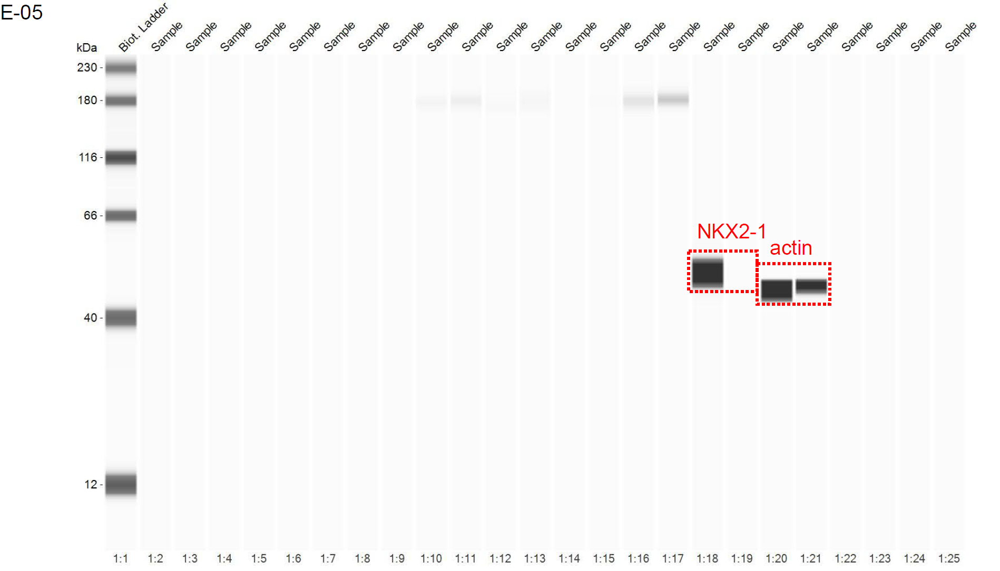 E-05
kDa
Biot. Ladder Sample Sample Sample Sample Sample Sample Sample Sample Sample Sample Sample Sample Sample Sample Sample Sample Sample Sample Sample Sample Sample Sample Sample Sample
230 -
180 -
116 -
66 -
NKX2-1
actin
40 -
12 -
1:1 1:2 1:3 1:4 1:5 1:6 1:7 1:8 1:9 1:10 1:11 1:12 1:13 1:14 1:15 1:16 1:17 1:18 1:19 1:20 1:21 1:22 1:23 1:24 1:25